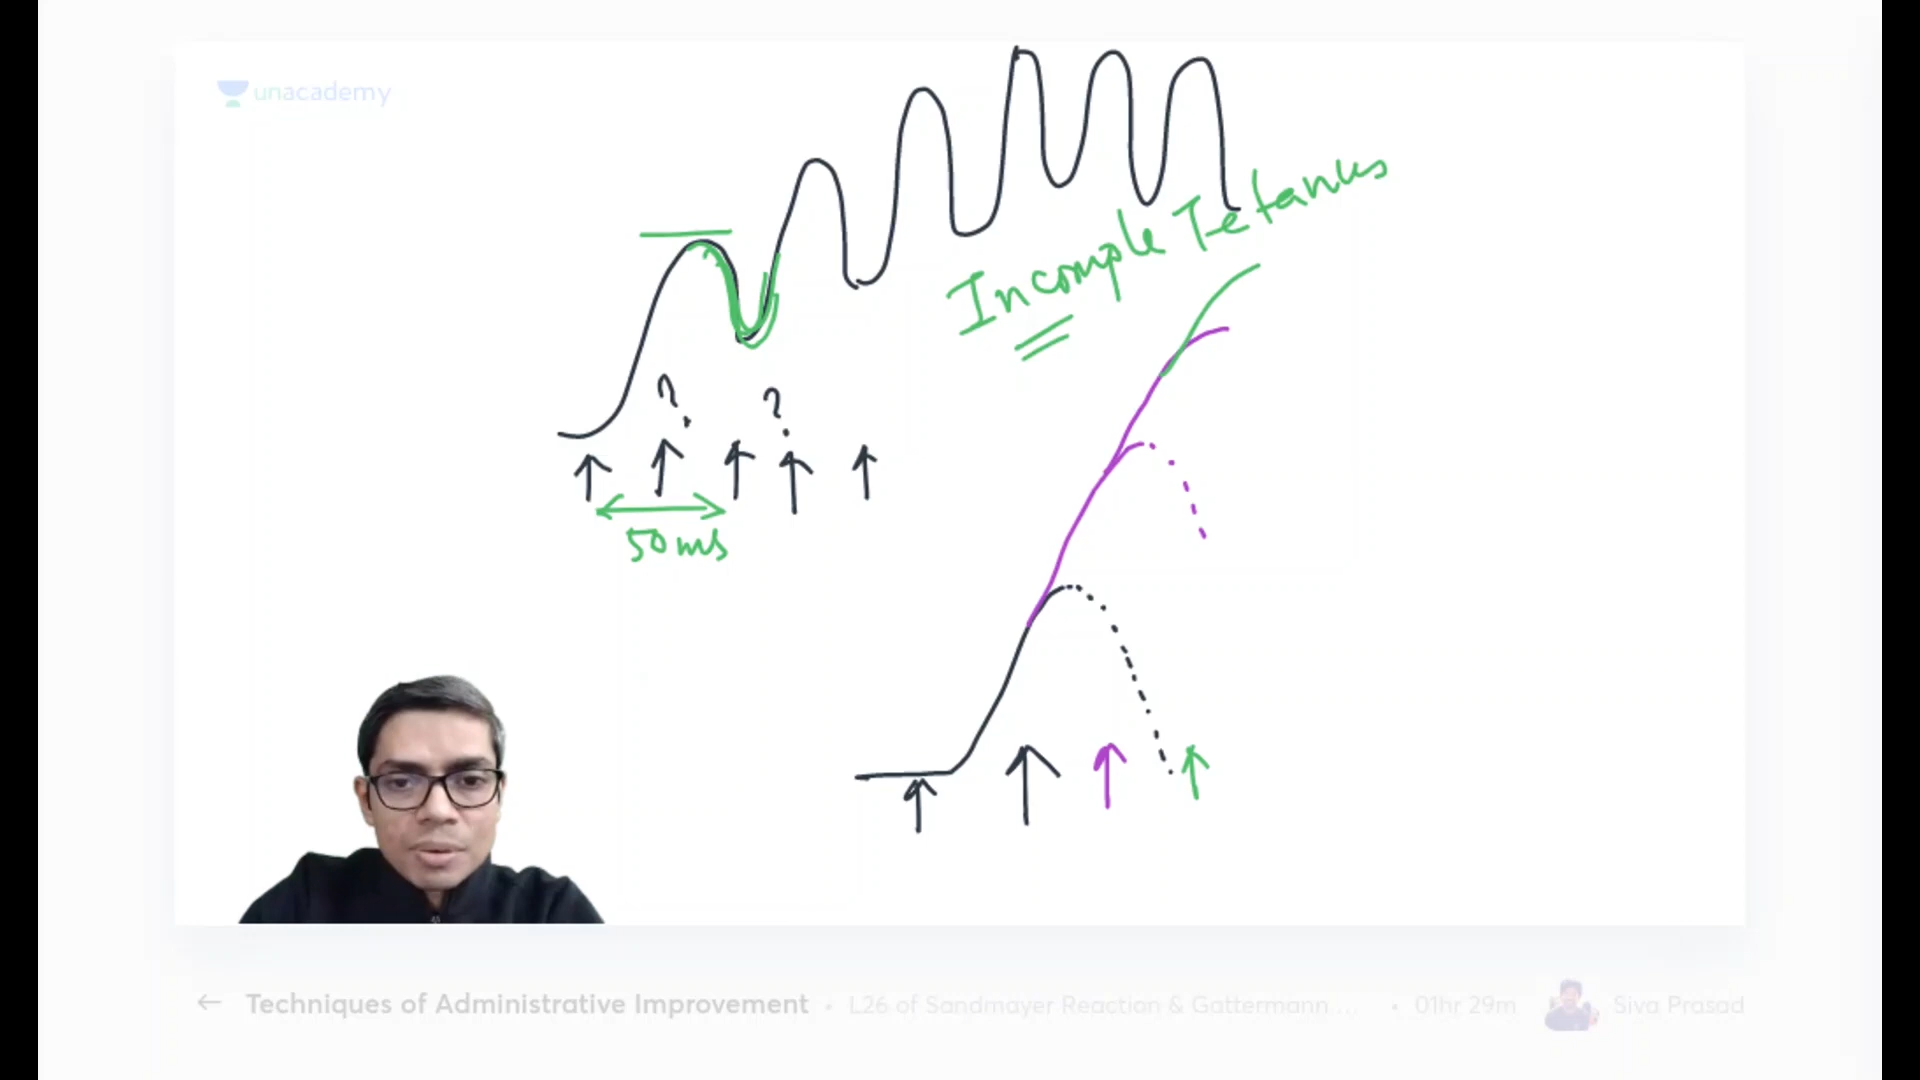 unacademy
Incomple Tetanus
? ?
50 ms
← Techniques of Administrative Improvement • L26 of Sandmayer Reaction & Gattermann ... • 01hr 29m Siva Prasad